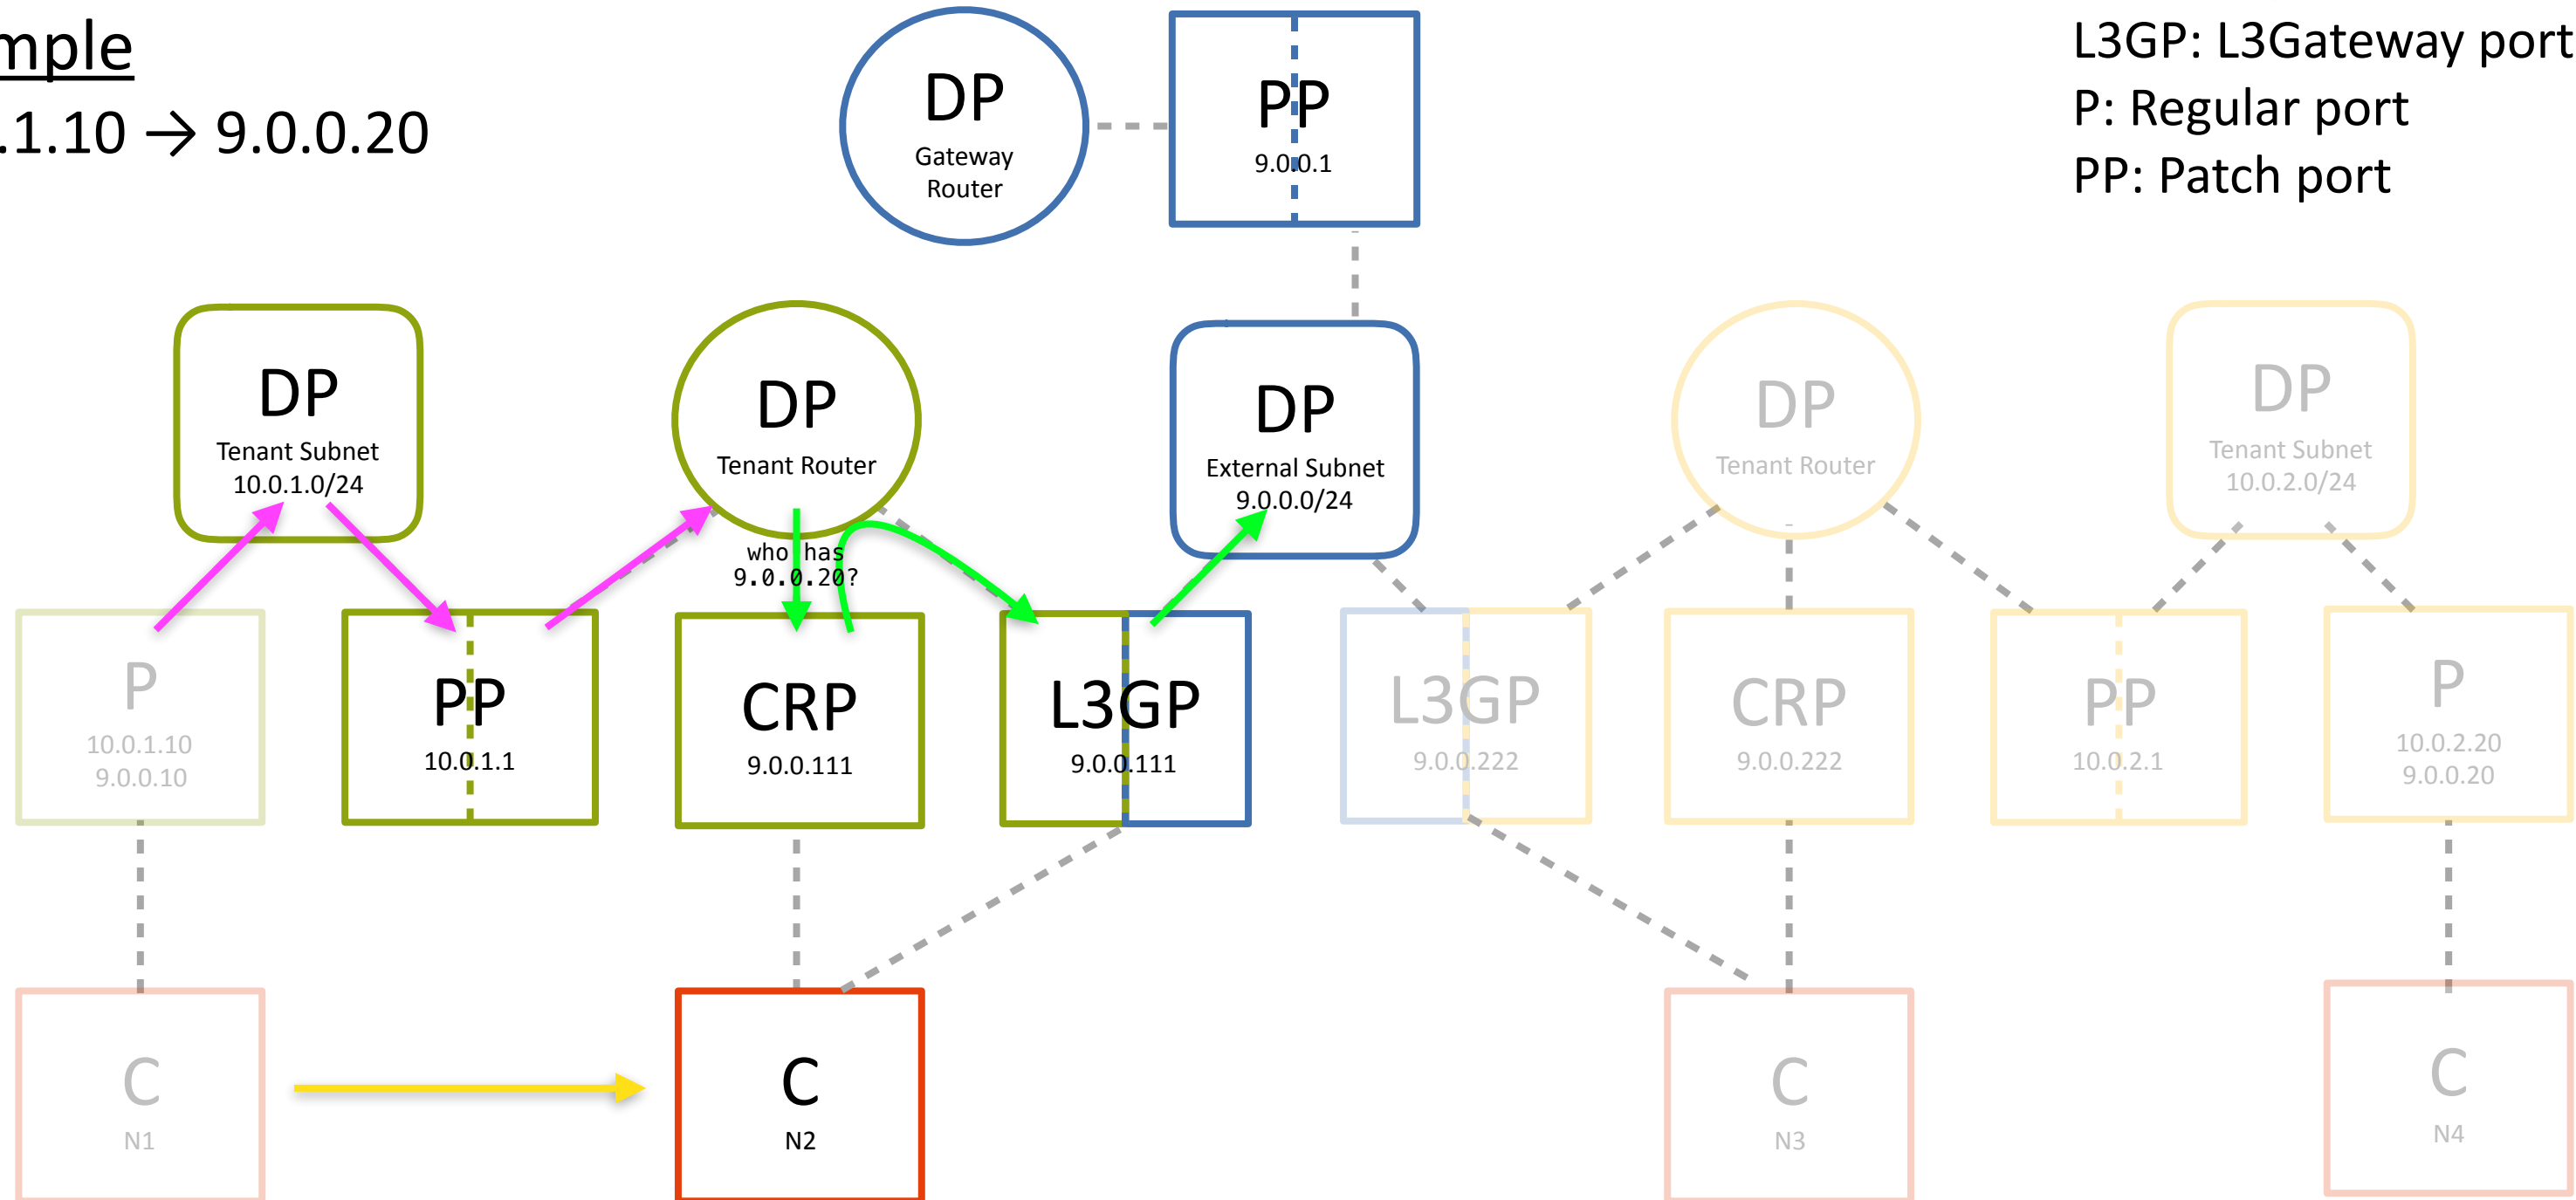 mple
.1.10 → 9.0.0.20
L3GP: L3Gateway port
P: Regular port
PP: Patch port
DP
Gateway
Router
PP
9.0.0.1
DP
Tenant Subnet
10.0.1.0/24
DP
Tenant Router
DP
External Subnet
9.0.0.0/24
DP
Tenant Router
DP
Tenant Subnet
10.0.2.0/24
who has
9.0.0.20?
P
10.0.1.10
9.0.0.10
PP
10.0.1.1
CRP
9.0.0.111
L3GP
9.0.0.111
L3GP
9.0.0.222
CRP
9.0.0.222
PP
10.0.2.1
P
10.0.2.20
9.0.0.20
C
N1
C
N2
C
N3
C
N4